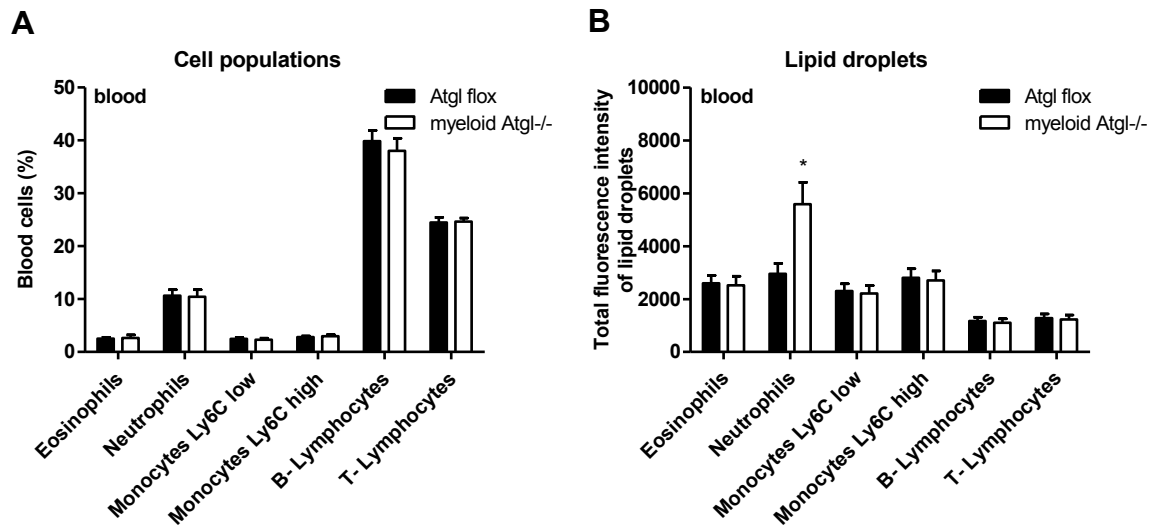 A
Cell populations
blood
Atgl flox
myeloid Atgl-/-
Blood cells (%)
50
40
30
20
10
0
Eosinophils
Neutrophils
Monocytes Ly6C low
Monocytes Ly6C high
B- Lymphocytes
T- Lymphocytes
B
Lipid droplets
blood
Atgl flox
myeloid Atgl-/-
Total fluorescence intensity
of lipid droplets
10000
8000
6000
4000
2000
0
*
Eosinophils
Neutrophils
Monocytes Ly6C low
Monocytes Ly6C high
B- Lymphocytes
T- Lymphocytes